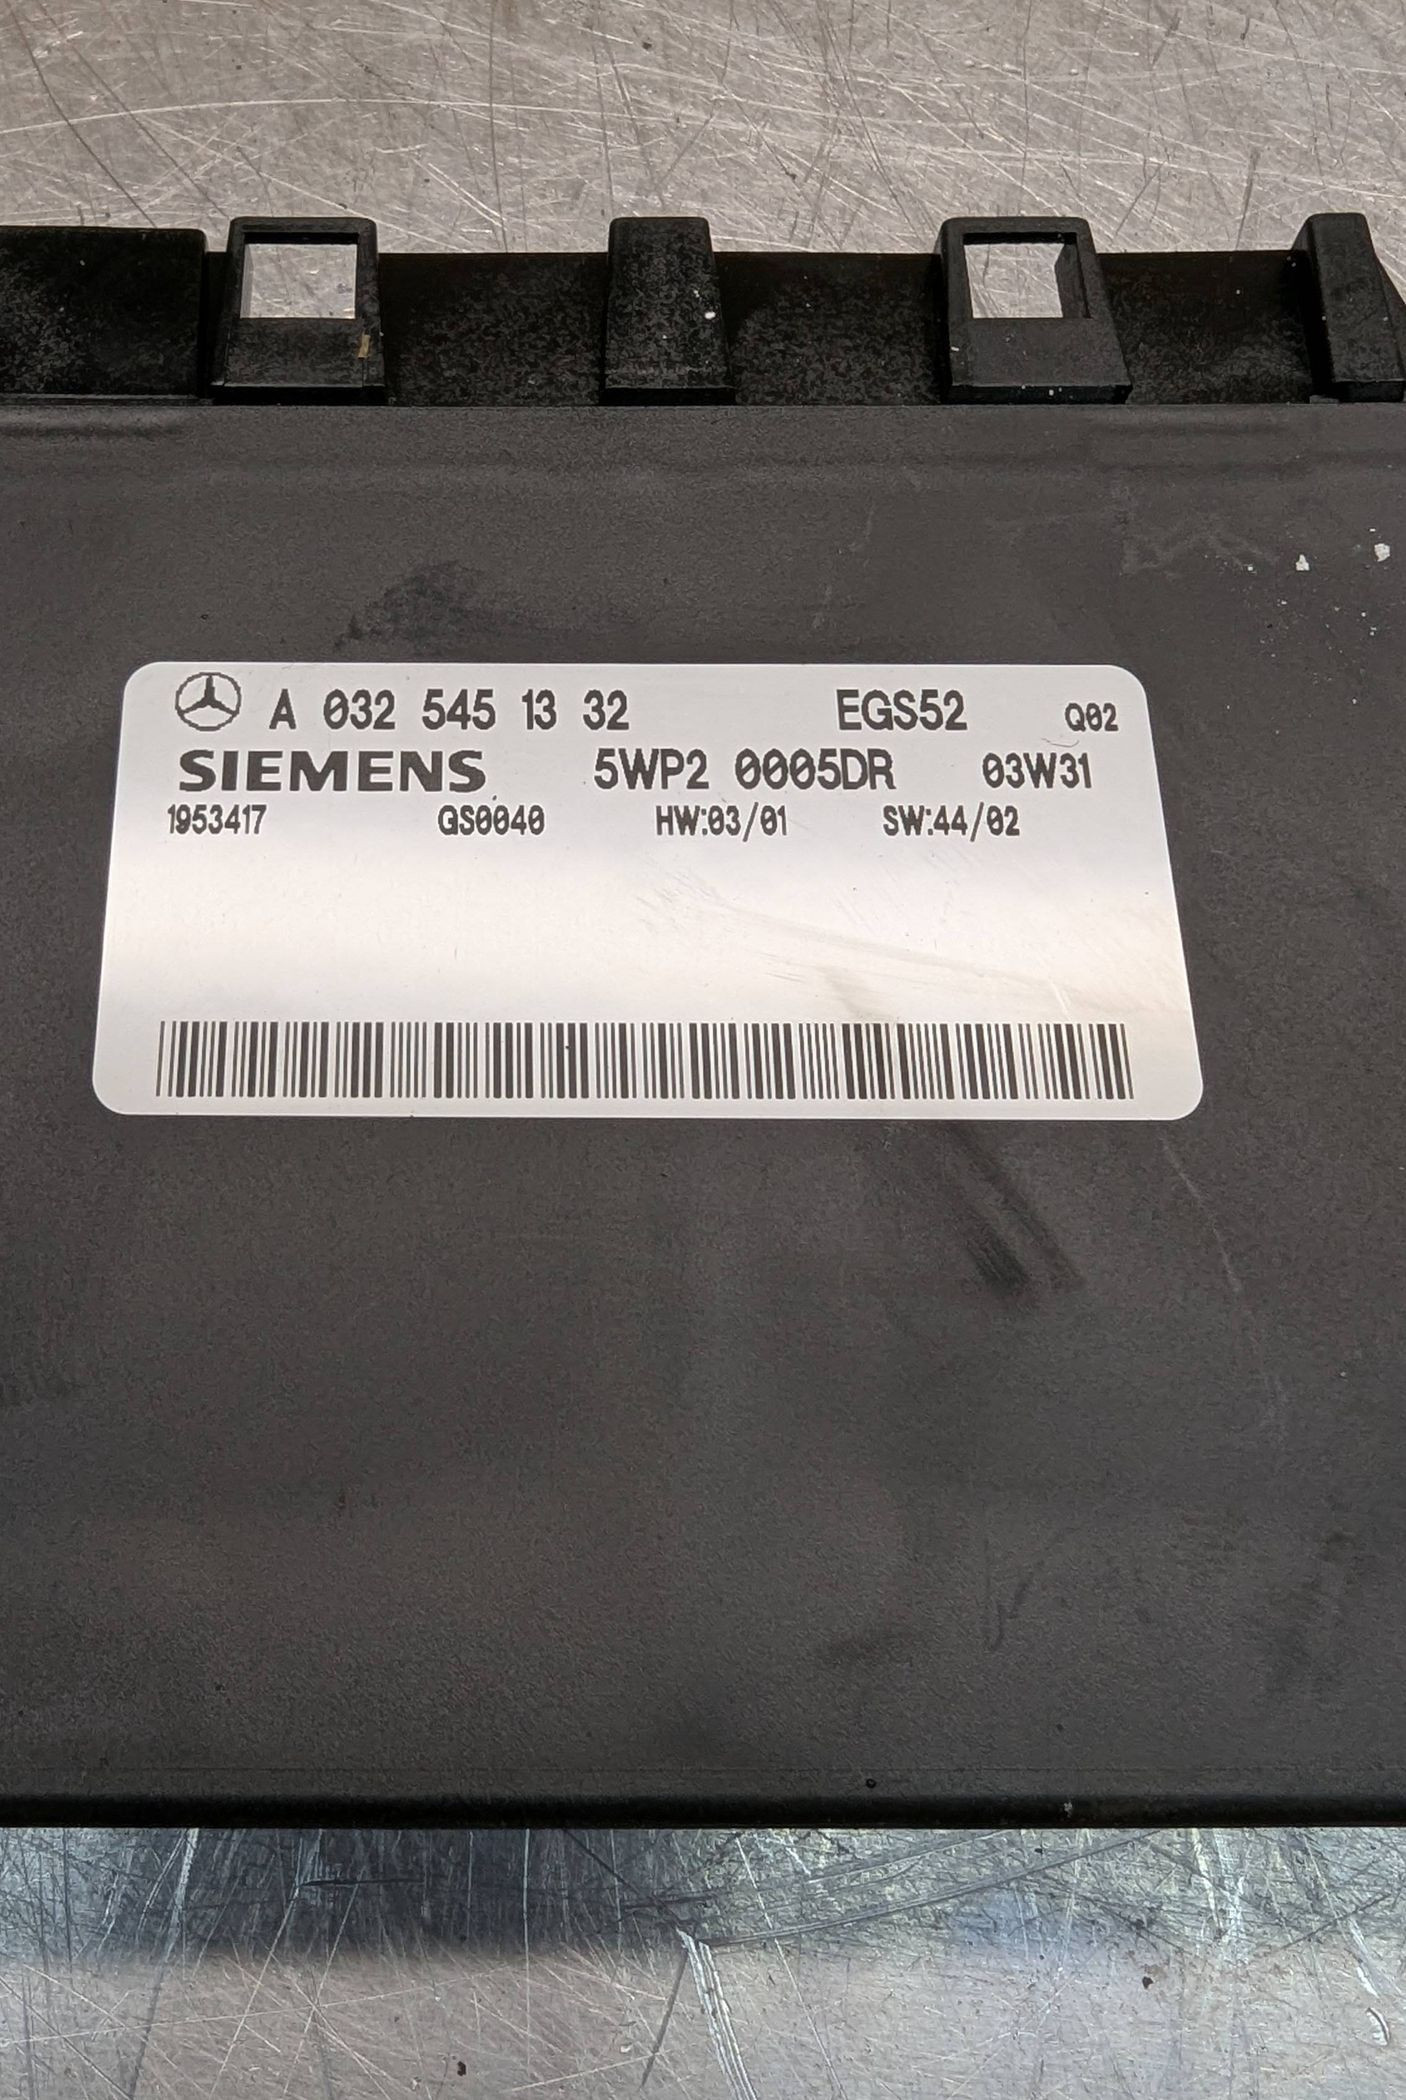 A 032 545 13 32 EGS52 Q02
SIEMENS 5WP2 0005DR 03W31
1953417 GS0040 HW:03/01 SW:44/02